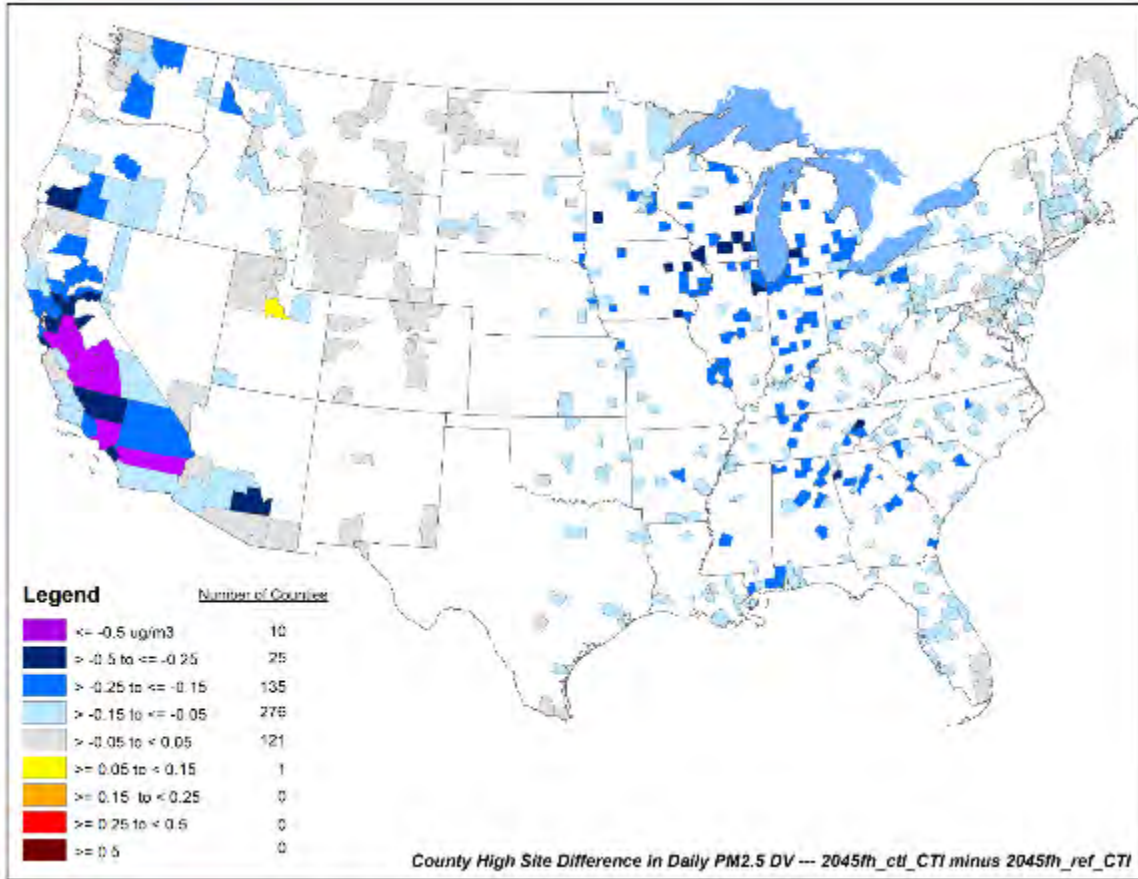 Legend Number of Counties
<= -0.5 ug/m3 10
> -0.5 to <= -0.25 25
> -0.25 to <= -0.15 135
> -0.15 to <= -0.05 276
> -0.05 to < 0.05 121
>= 0.05 to < 0.15 1
>= 0.15 to < 0.25 0
>= 0.25 to < 0.5 0
>= 0.5 0
County High Site Difference in Daily PM2.5 DV --- 2045fh_ctl_CTI minus 2045fh_ref_CTI